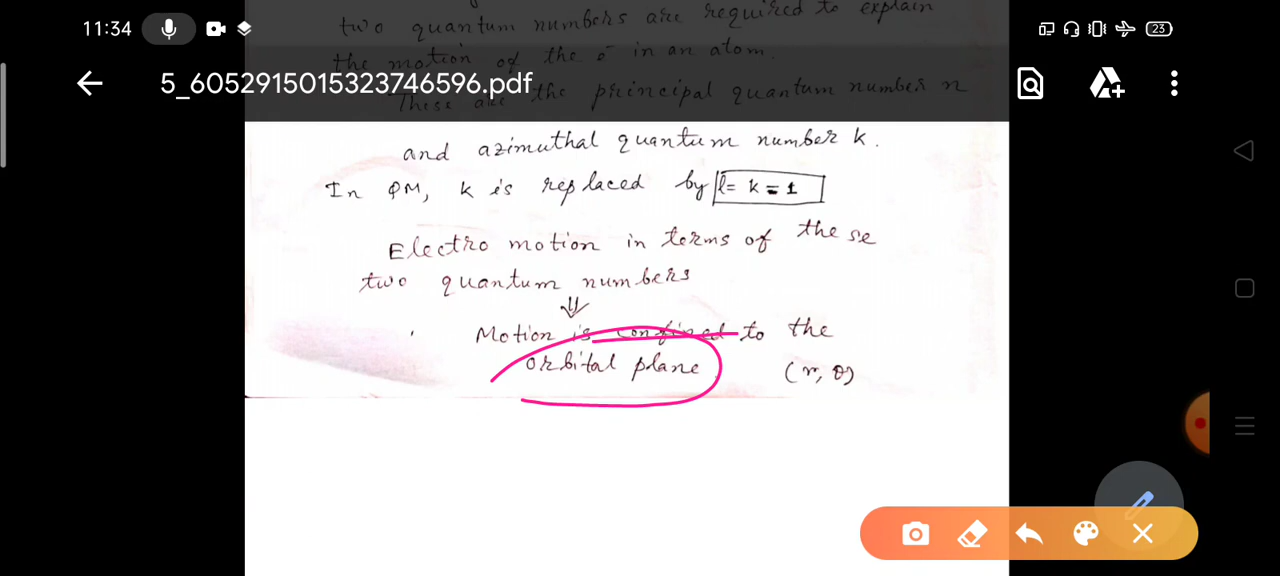 11:34
23
two quantum numbers are required to explain
the motion of the e⁻ in an atom.
5_6052915015323746596.pdf
These are the principal quantum number n
and azimuthal quantum number k.
In QM, k is replaced by l = k = 1
Electro motion in terms of the se
two quantum numbers
Motion is confined to the
orbital plane (r, θ)